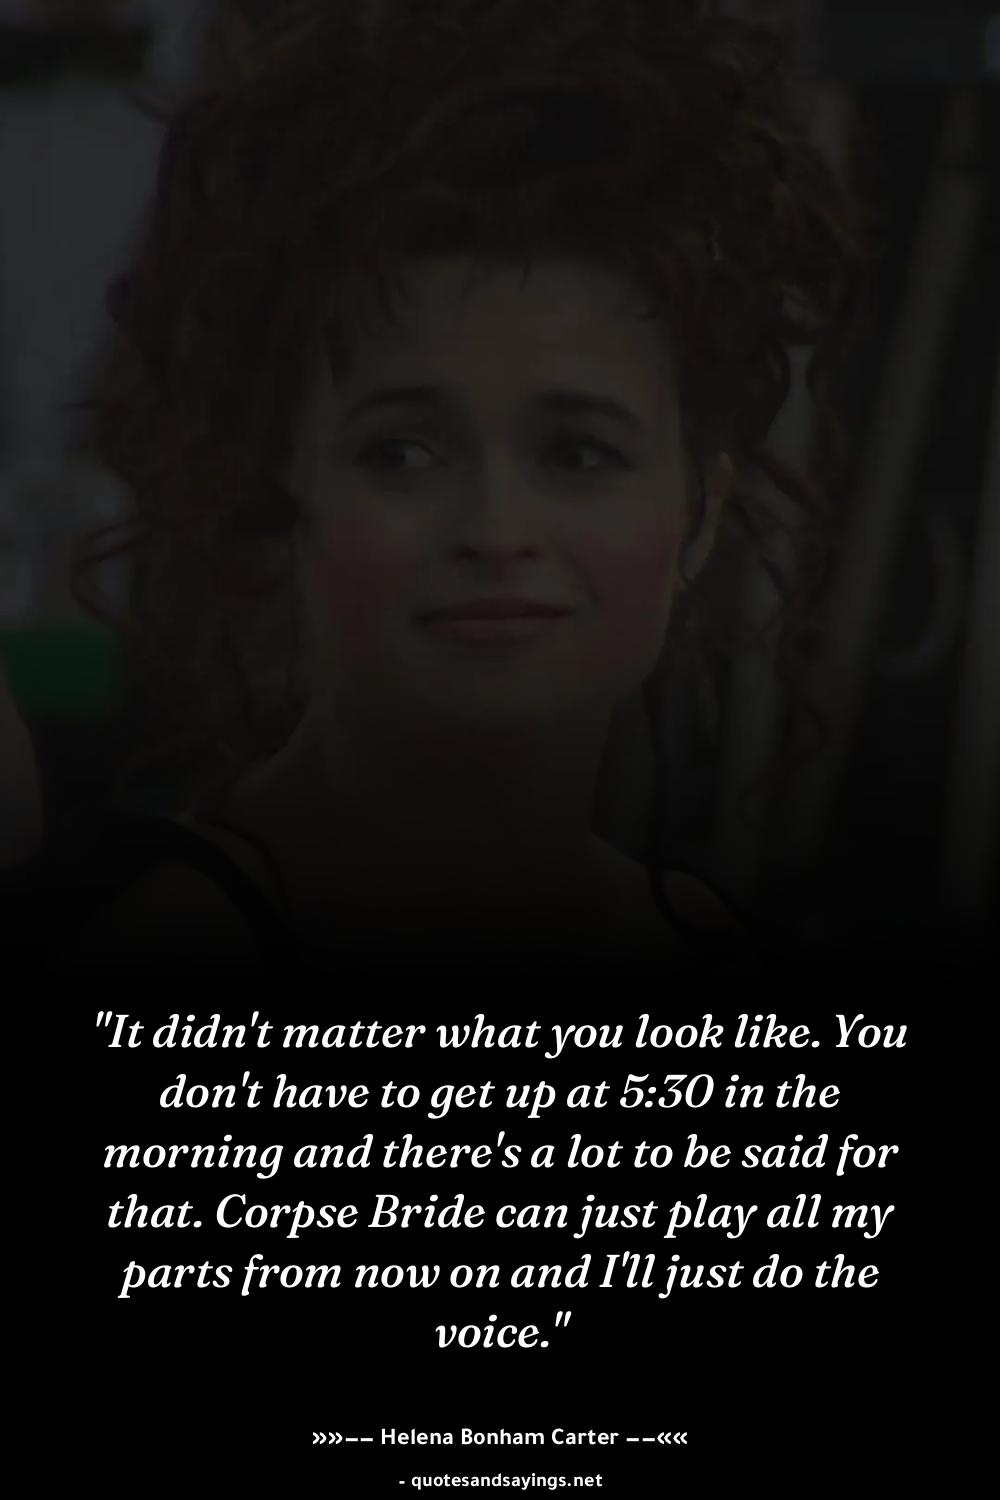 "It didn't matter what you look like. You
don't have to get up at 5:30 in the
morning and there's a lot to be said for
that. Corpse Bride can just play all my
parts from now on and I'll just do the
voice."
»»–– Helena Bonham Carter ––««
- quotesandsayings.net